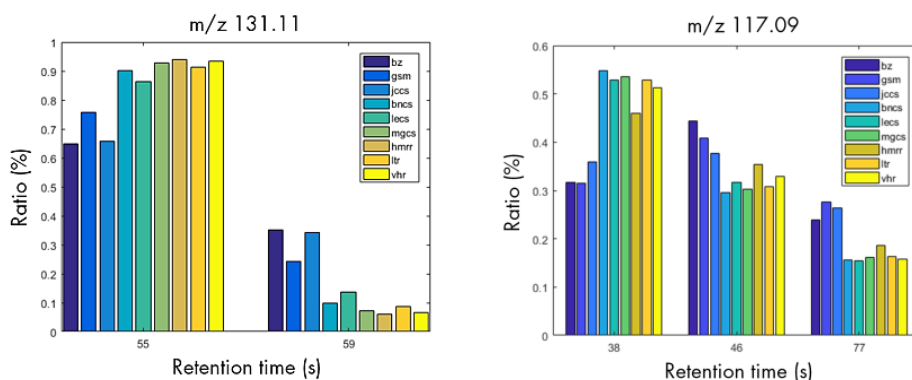 m/z 131.11
Ratio (%)
1
0.9
0.8
0.7
0.6
0.5
0.4
0.3
0.2
0.1
0
bz
gsm
jccs
bncs
lecs
mgcs
hmrr
ltr
vhr
55
59
Retention time (s)
m/z 117.09
Ratio (%)
0.6
0.5
0.4
0.3
0.2
0.1
0
bz
gsm
jccs
bncs
lecs
mgcs
hmrr
ltr
vhr
38
46
77
Retention time (s)